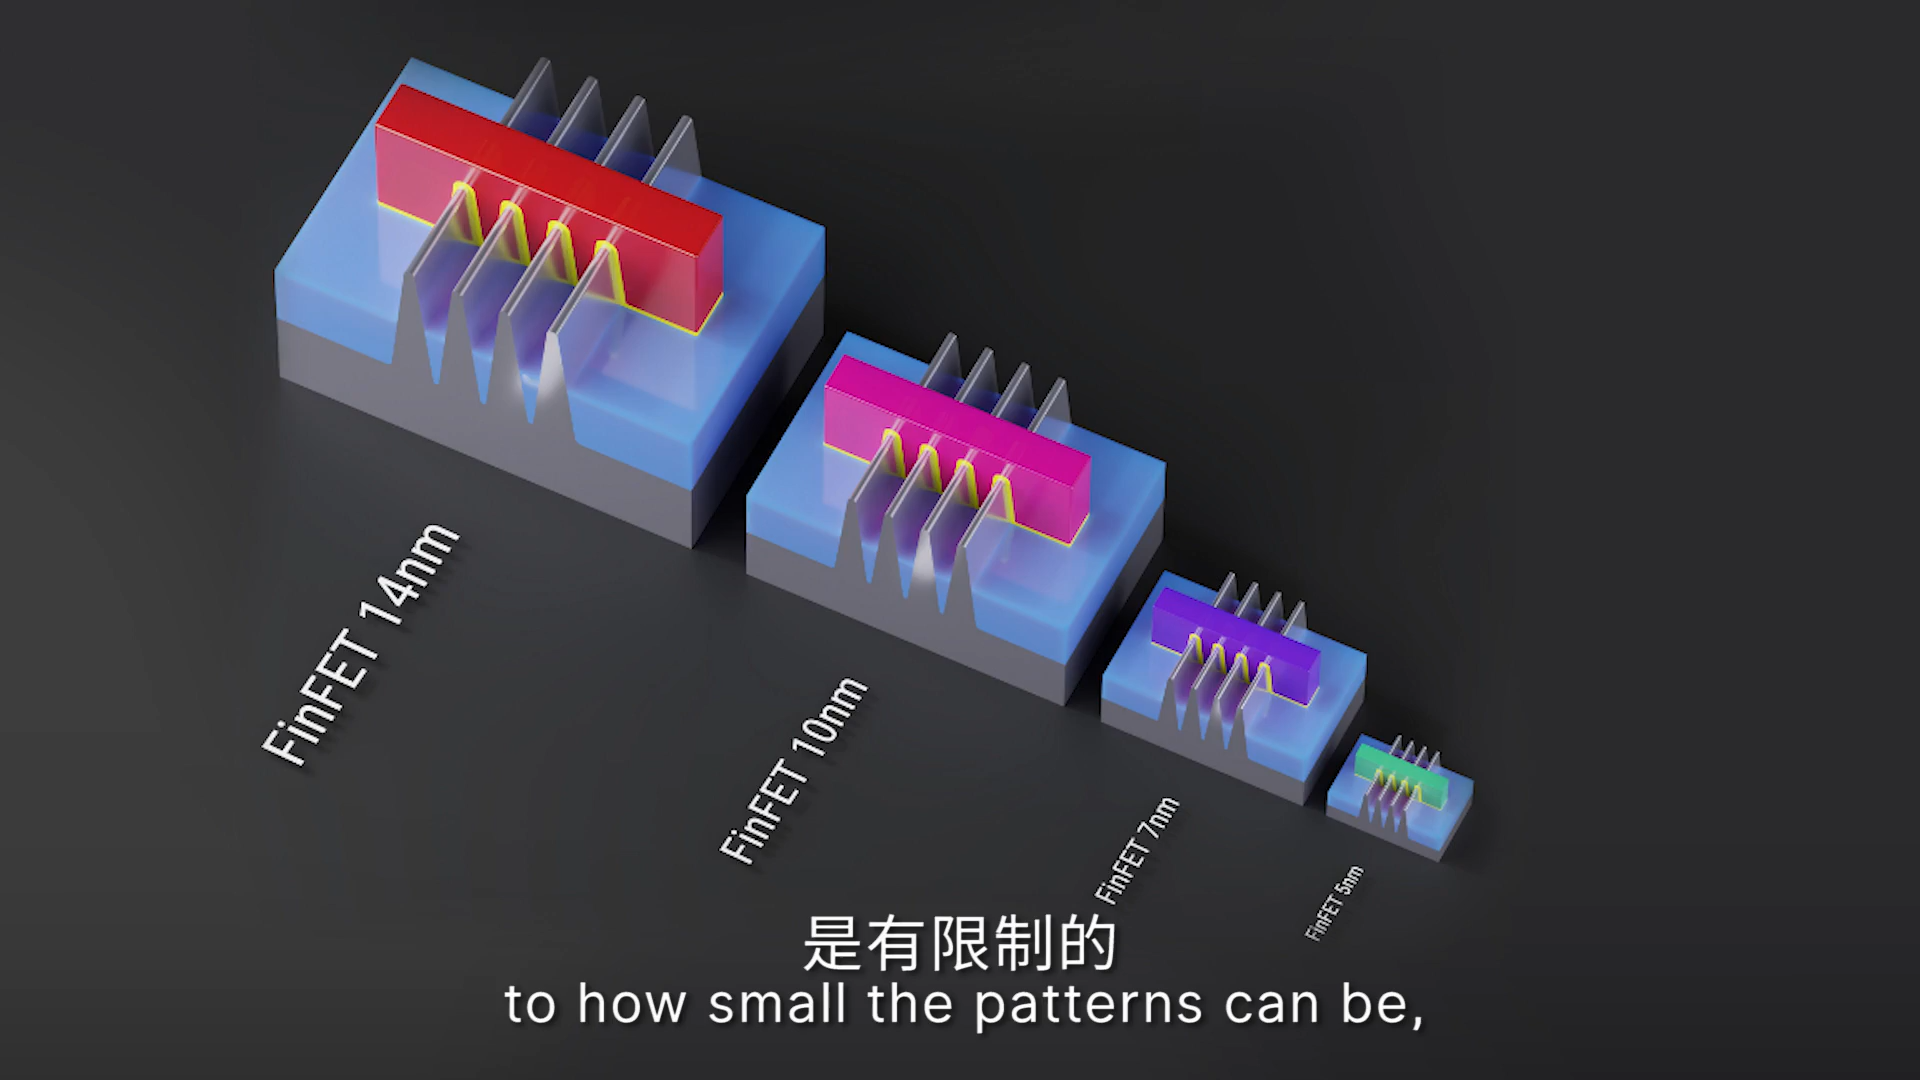 FinFET 14nm
FinFET 10nm
FinFET 7nm
FinFET 5nm
是有限制的
to how small the patterns can be,